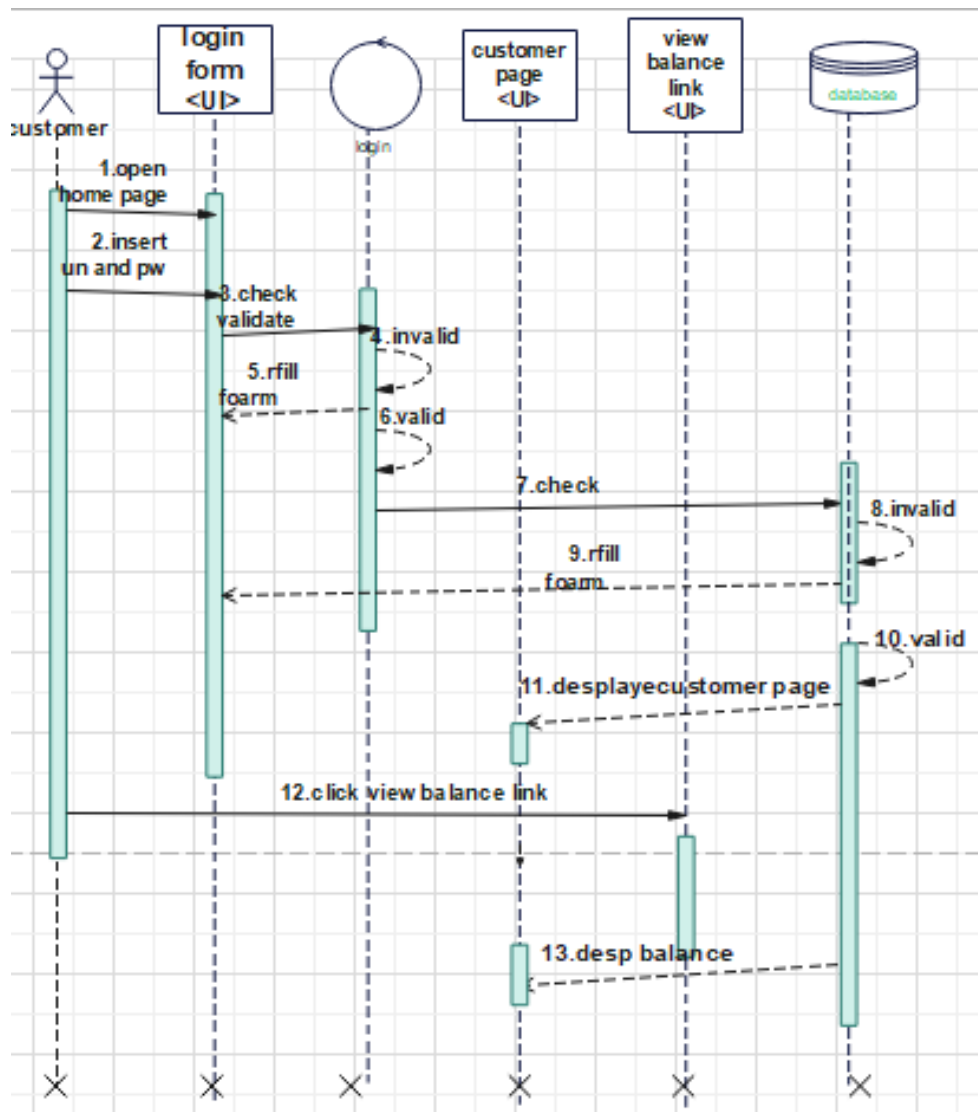 login
form
<UI>
customer
page
<UI>
view
balance
link
<UI>
database
customer
login
1.open
home page
2.insert
un and pw
3.check
validate
4.invalid
5.rfill
foarm
6.valid
7.check
8.invalid
9.rfill
foarm
10.valid
11.desplayecustomer page
12.click view balance link
13.desp balance